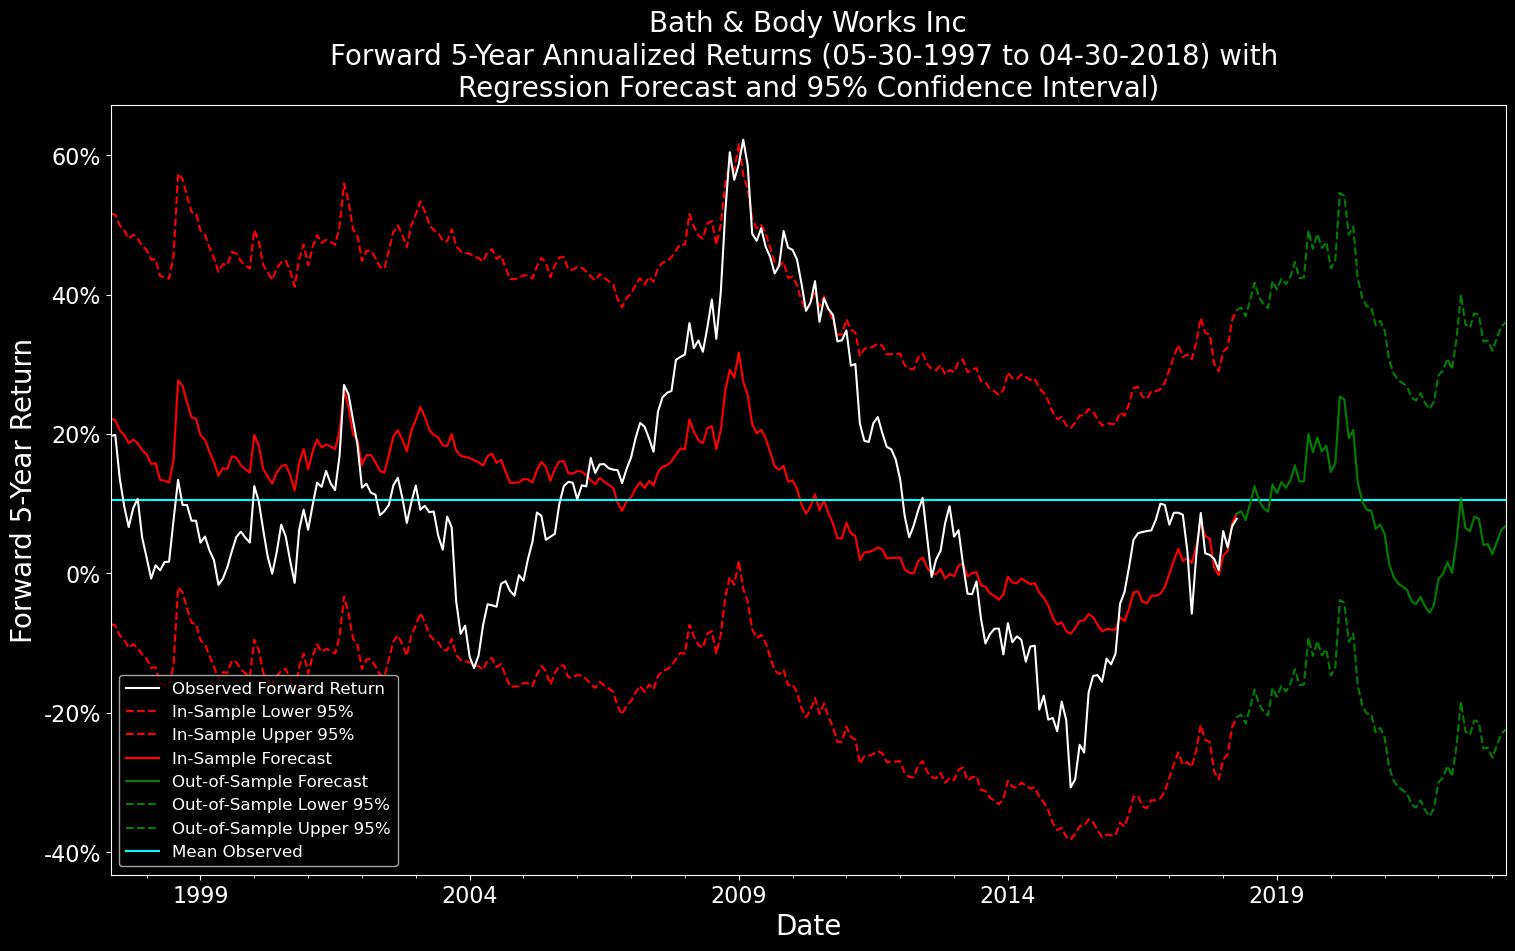 Bath & Body Works Inc
Forward 5-Year Annualized Returns (05-30-1997 to 04-30-2018) with
Regression Forecast and 95% Confidence Interval)
Forward 5-Year Return
60%
40%
20%
0%
-20%
-40%
Observed Forward Return
In-Sample Lower 95%
In-Sample Upper 95%
In-Sample Forecast
Out-of-Sample Forecast
Out-of-Sample Lower 95%
Out-of-Sample Upper 95%
Mean Observed
1999
2004
2009
2014
2019
Date